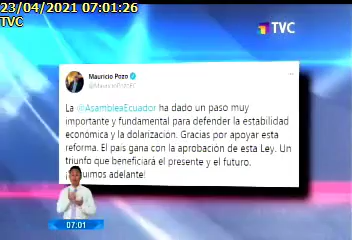 23/04/2021 07:01:26
TVC
TVC
Mauricio Pozo
@MauricioPozoEC
La @AsambleaEcuador ha dado un paso muy
importante y fundamental para defender la estabilidad
económica y la dolarización. Gracias por apoyar esta
reforma. El país gana con la aprobación de esta Ley. Un
triunfo que beneficiará el presente y el futuro.
adelante!
07:01